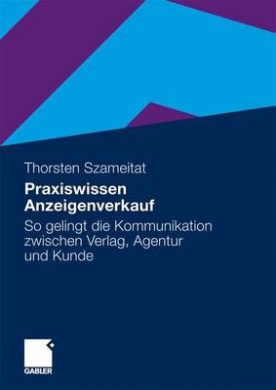 Thorsten Szameitat
Praxiswissen
Anzeigenverkauf
So gelingt die Kommunikation
zwischen Verlag, Agentur
und Kunde
GABLER